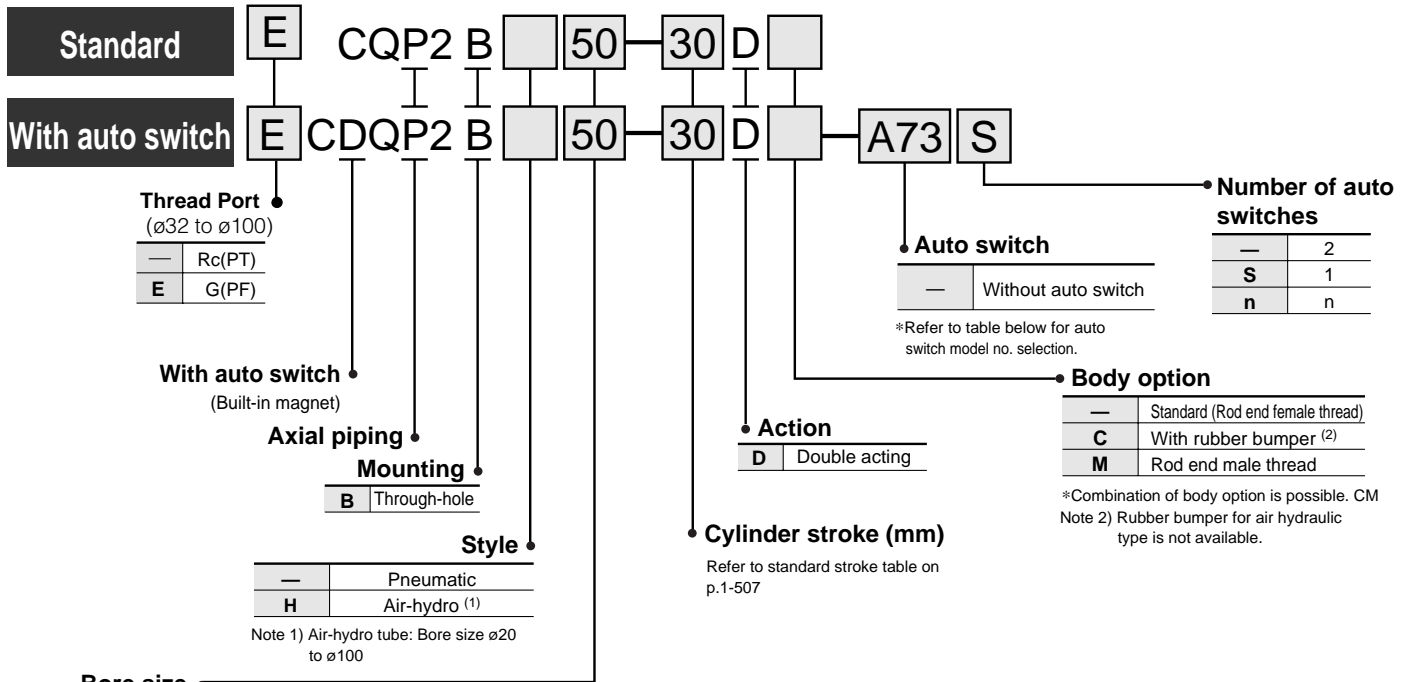 Standard E CQP2 B 50 30 D
With auto switch E CDQP2 B 50 30 D A73 S
Thread Port
(ø32 to ø100)
— Rc(PT)
E G(PF)
Number of auto
switches
— 2
S 1
n n
Auto switch
— Without auto switch
*Refer to table below for auto
switch model no. selection.
With auto switch
(Built-in magnet)
Axial piping
Mounting
B Through-hole
Action
D Double acting
Body option
— Standard (Rod end female thread)
C With rubber bumper (2)
M Rod end male thread
*Combination of body option is possible. CM
Note 2) Rubber bumper for air hydraulic
type is not available.
Style
— Pneumatic
H Air-hydro (1)
Note 1) Air-hydro tube: Bore size ø20
to ø100
Cylinder stroke (mm)
Refer to standard stroke table on
p.1-507
Bore size